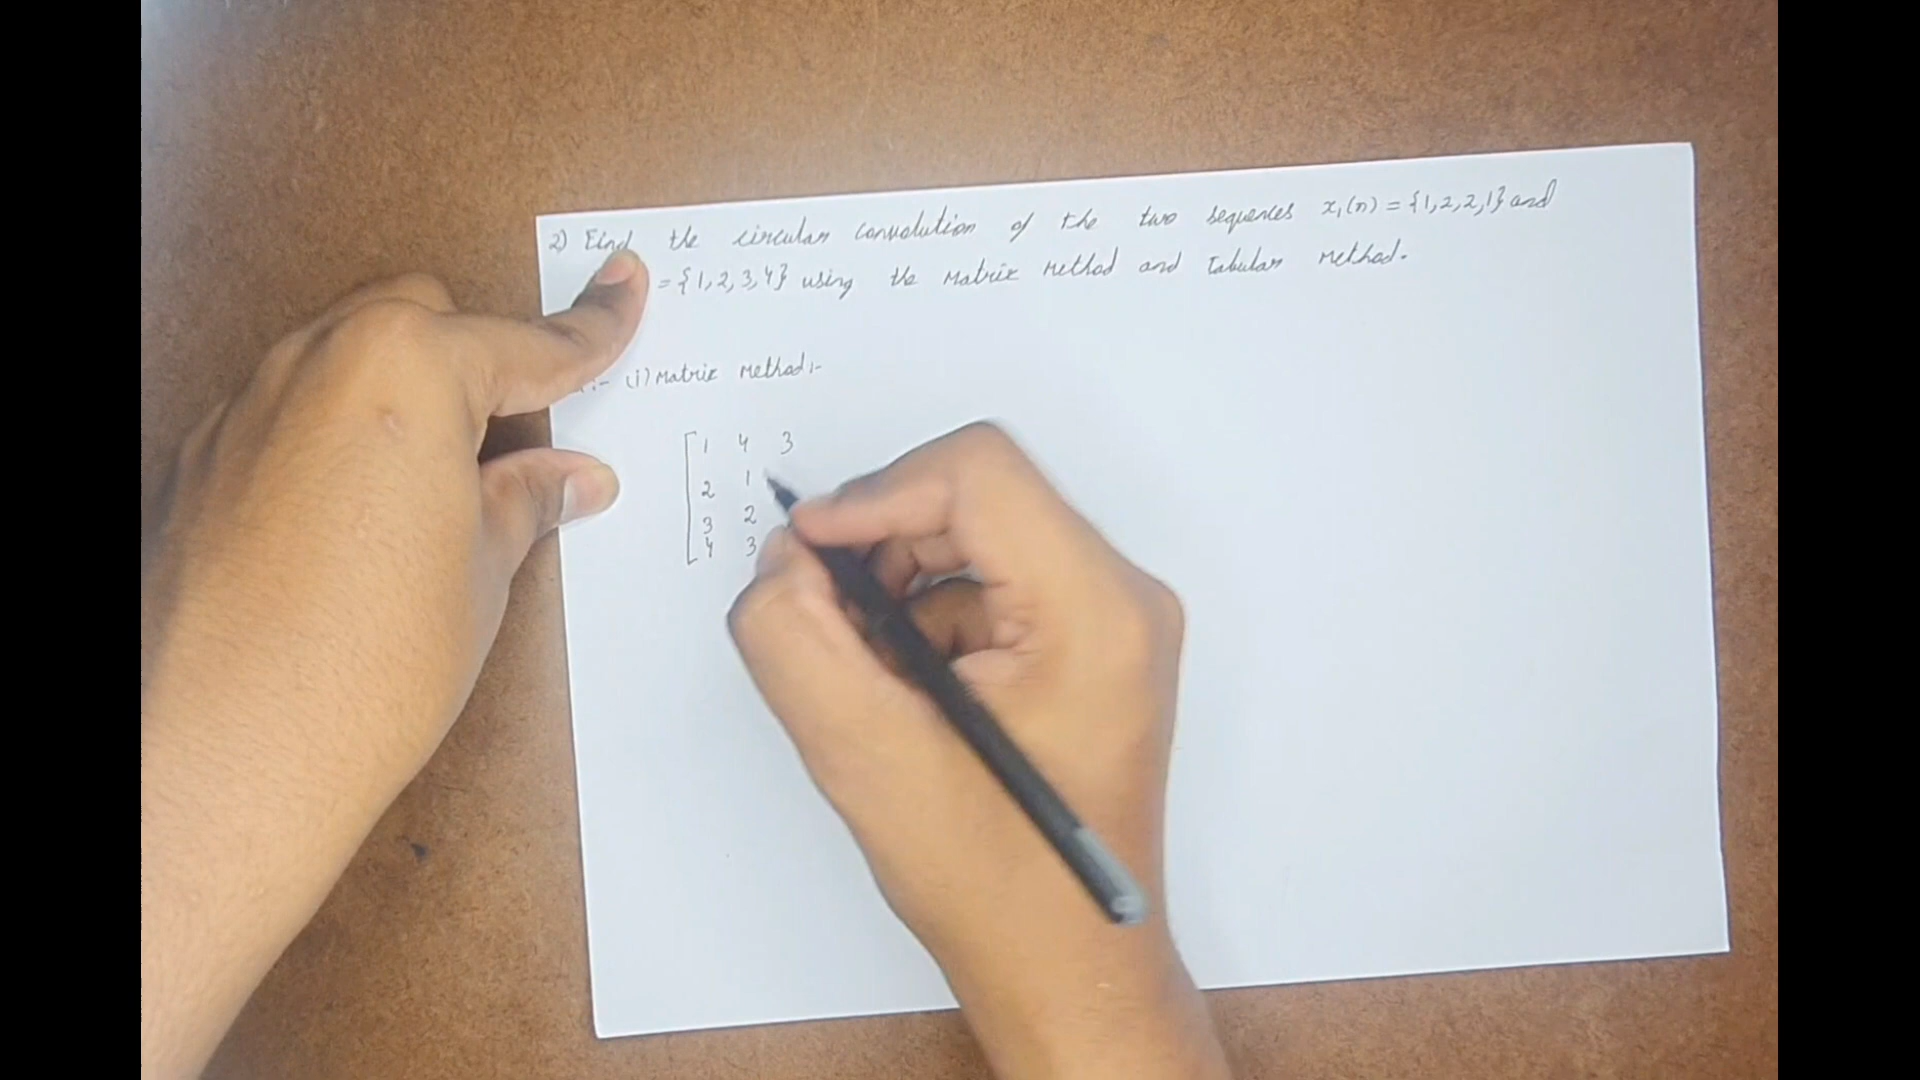 2) Find the circular convolution of the two sequences x₁(n) = {1,2,2,1} and
= {1,2,3,4} using the Matrix Method and Tabular Method.
:- (i) Matrix Method:-
1 4 3
2 1
3 2
4 3